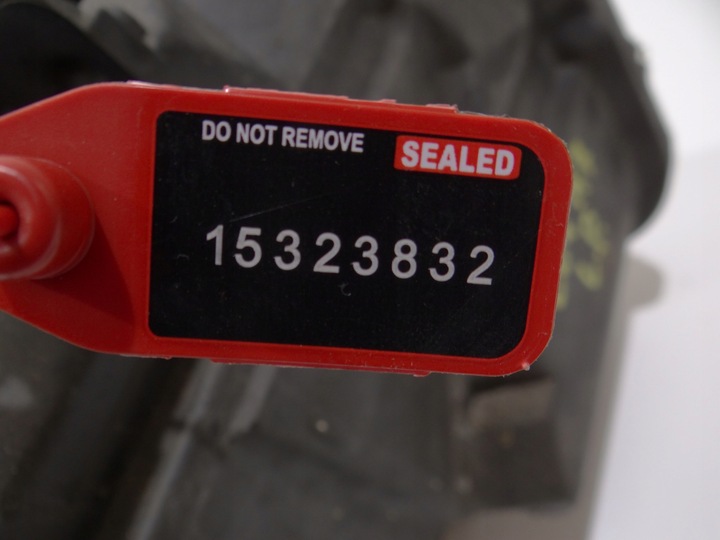 DO NOT REMOVE
SEALED
15323832